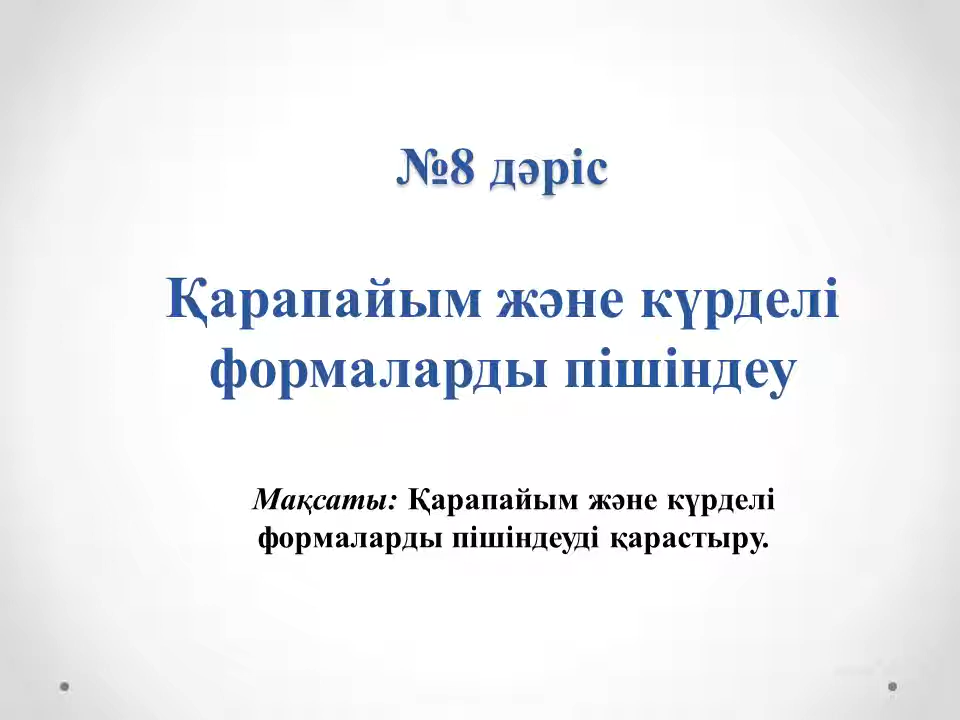 №8 дәріс
Қарапайым және күрделі
формаларды пішіндеу
Мақсаты: Қарапайым және күрделі
формаларды пішіндеуді қарастыру.